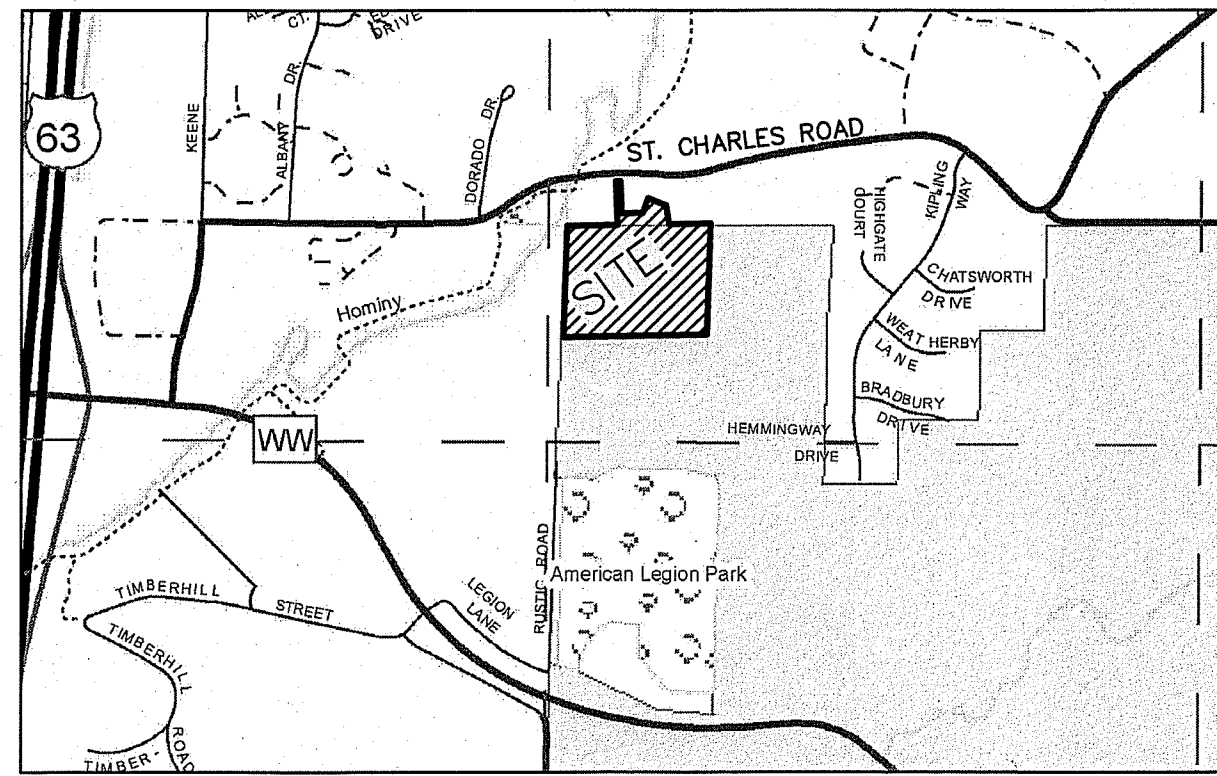 CT.
DRIVE
63
KEENE
ALBANY
DR.
DORADO DR.
ST. CHARLES ROAD
KIPLING
WAY
HIGHGATE
COURT
SITE
CHATSWORTH
DRIVE
Hominy
WEATHERBY
LANE
BRADBURY
DRIVE
WW
HEMMINGWAY
DRIVE
RUSTIC ROAD
American Legion Park
LEGION
LANE
TIMBERHILL
STREET
TIMBERHILL
ROAD
TIMBER-